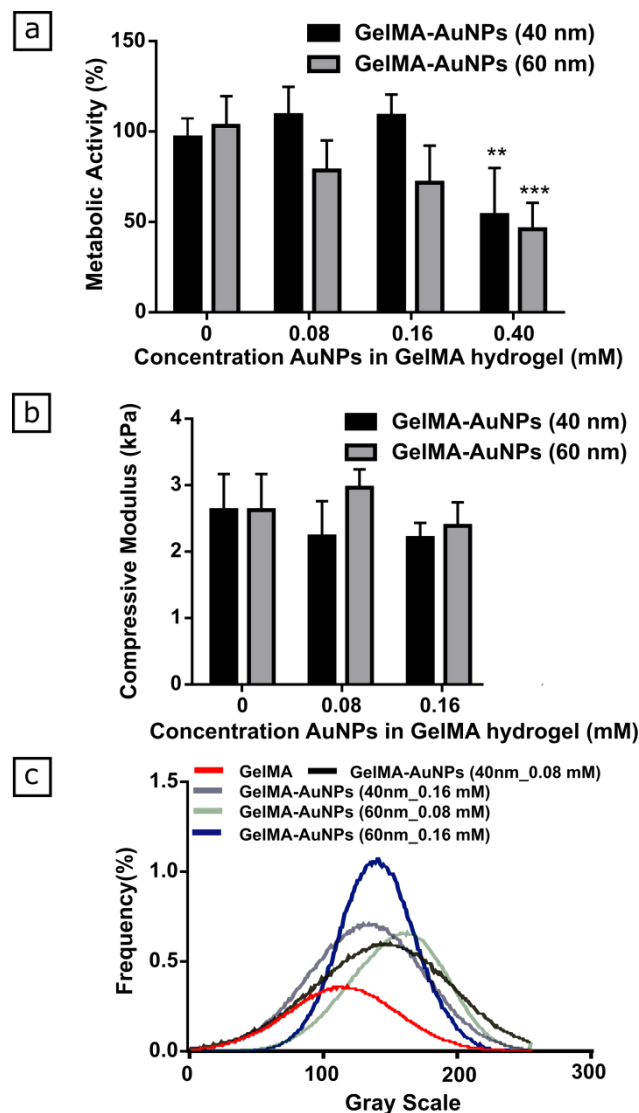 a
GelMA-AuNPs (40 nm)
GelMA-AuNPs (60 nm)
Metabolic Activity (%)
150
100
50
0
**
***
0 0.08 0.16 0.40
Concentration AuNPs in GelMA hydrogel (mM)
b
GelMA-AuNPs (40 nm)
GelMA-AuNPs (60 nm)
Compressive Modulus (kPa)
4
3
2
1
0
0 0.08 0.16
Concentration AuNPs in GelMA hydrogel (mM)
c
GelMA GelMA-AuNPs (40nm_0.08 mM)
GelMA-AuNPs (40nm_0.16 mM)
GelMA-AuNPs (60nm_0.08 mM)
GelMA-AuNPs (60nm_0.16 mM)
Frequency(%)
1.5
1.0
0.5
0.0
0 100 200 300
Gray Scale